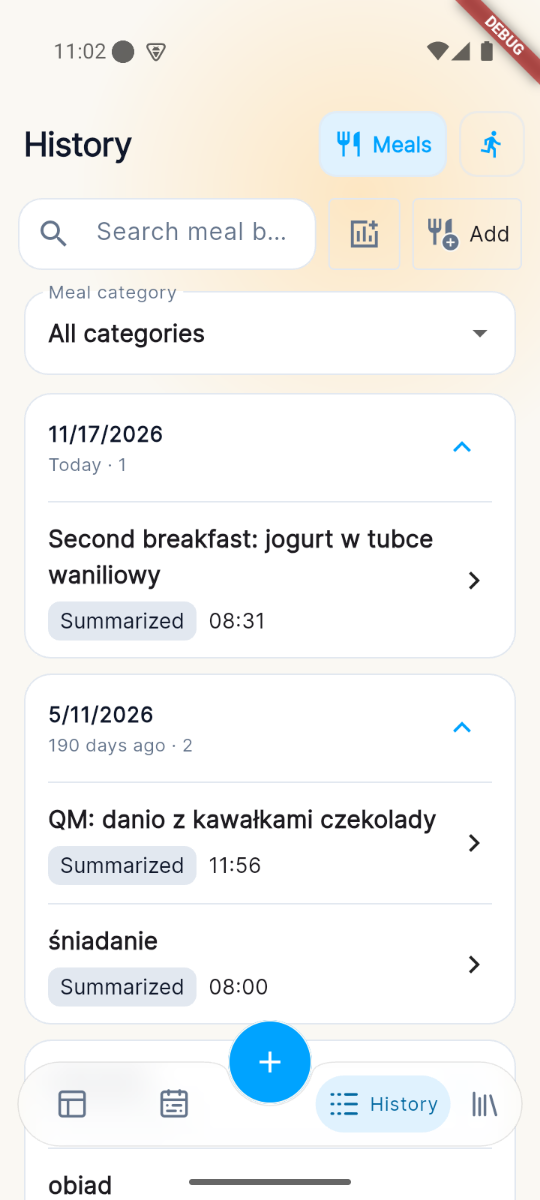 11:02
DEBUG
History
Meals
Search meal b...
Add
Meal category
All categories
11/17/2026
Today · 1
Second breakfast: jogurt w tubce
waniliowy
Summarized 08:31
5/11/2026
190 days ago · 2
QM: danio z kawałkami czekolady
Summarized 11:56
śniadanie
Summarized 08:00
History
obiad